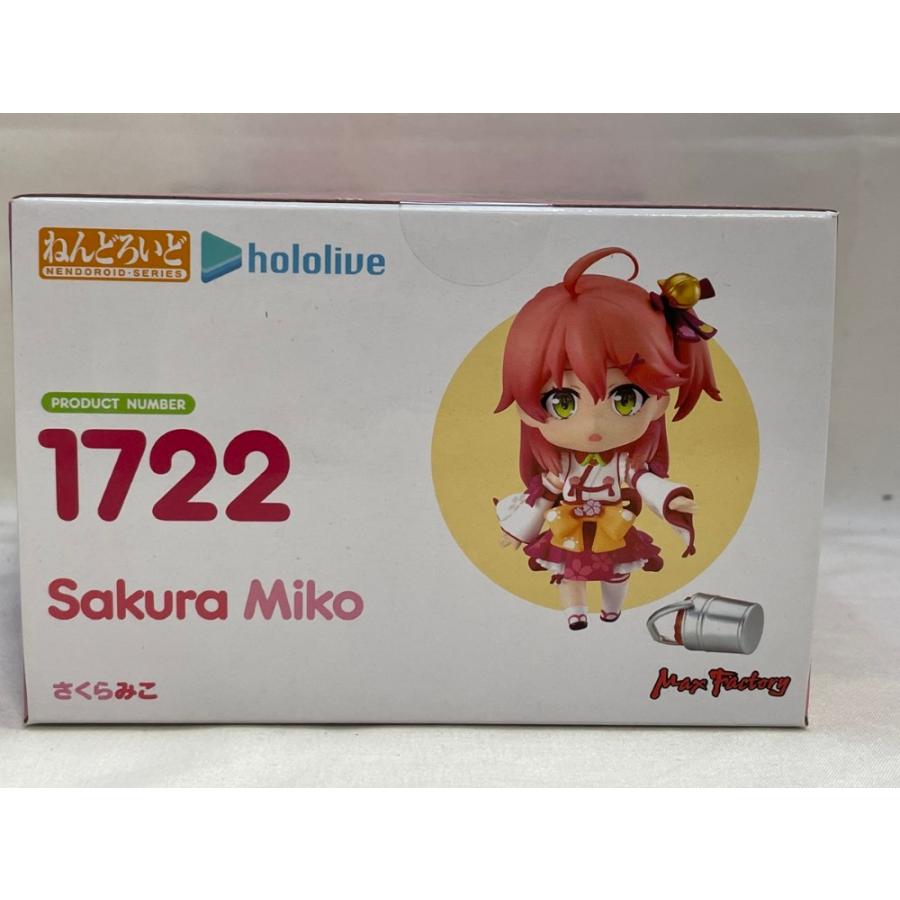 ねんどろいど
NENDOROID·SERIES
hololive
PRODUCT NUMBER
1722
Sakura Miko
さくらみこ
Max Factory